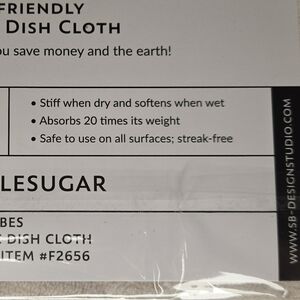 FRIENDLY
DISH CLOTH
you save money and the earth!
• Stiff when dry and softens when wet
• Absorbs 20 times its weight
• Safe to use on all surfaces; streak-free
LESUGAR
BES
DISH CLOTH
ITEM #F2656
WWW.SB-DESIGNSTUDIO.COM